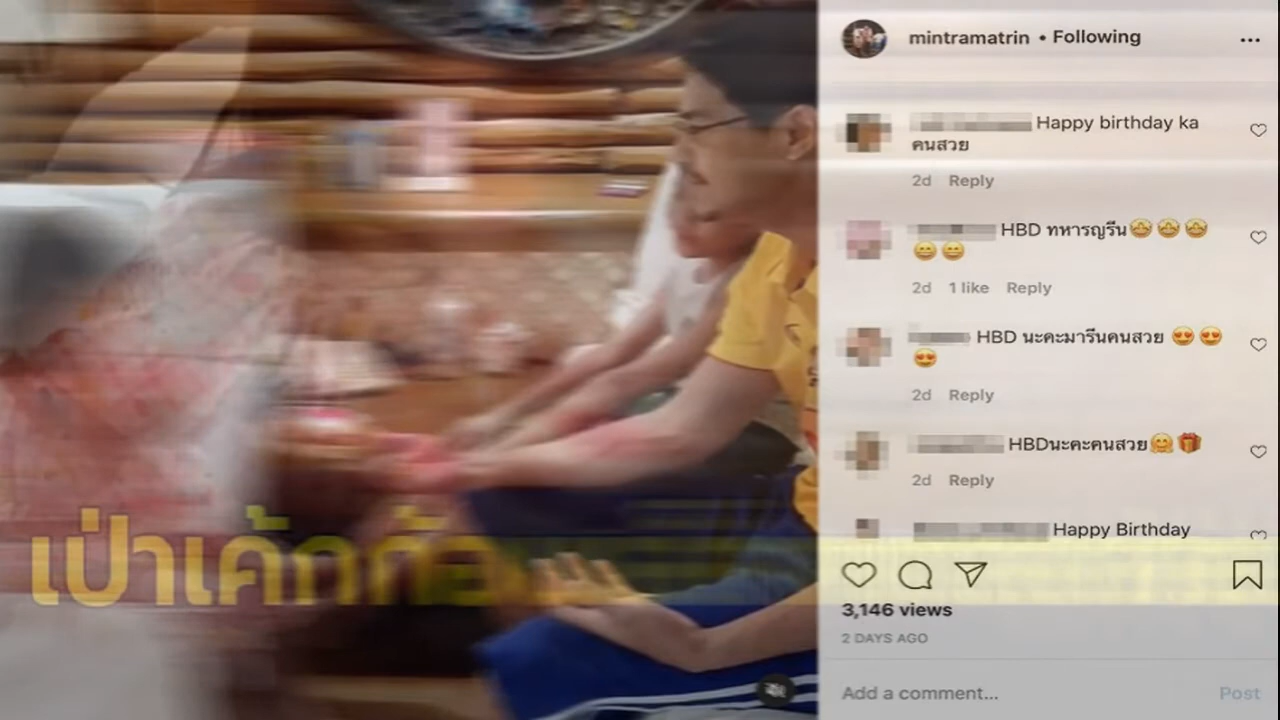 mintramatrin • Following
Happy birthday ka
คนสวย
2d Reply
HBD ทหารญรีน🤩🤩🤩
😄😄
2d 1 like Reply
HBD นะคะมารีนคนสวย 😍😍
😍
2d Reply
HBDนะคะคนสวย🤗🎁
2d Reply
Happy Birthday
3,146 views
2 DAYS AGO
Add a comment... Post
เป่าเค้ก